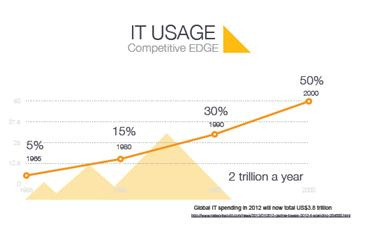 IT USAGE
Competitive EDGE
50%
2000
30%
1990
15%
1980
5%
1965
2 trillion a year
Global IT spending in 2012 will now total US$3.8 trillion